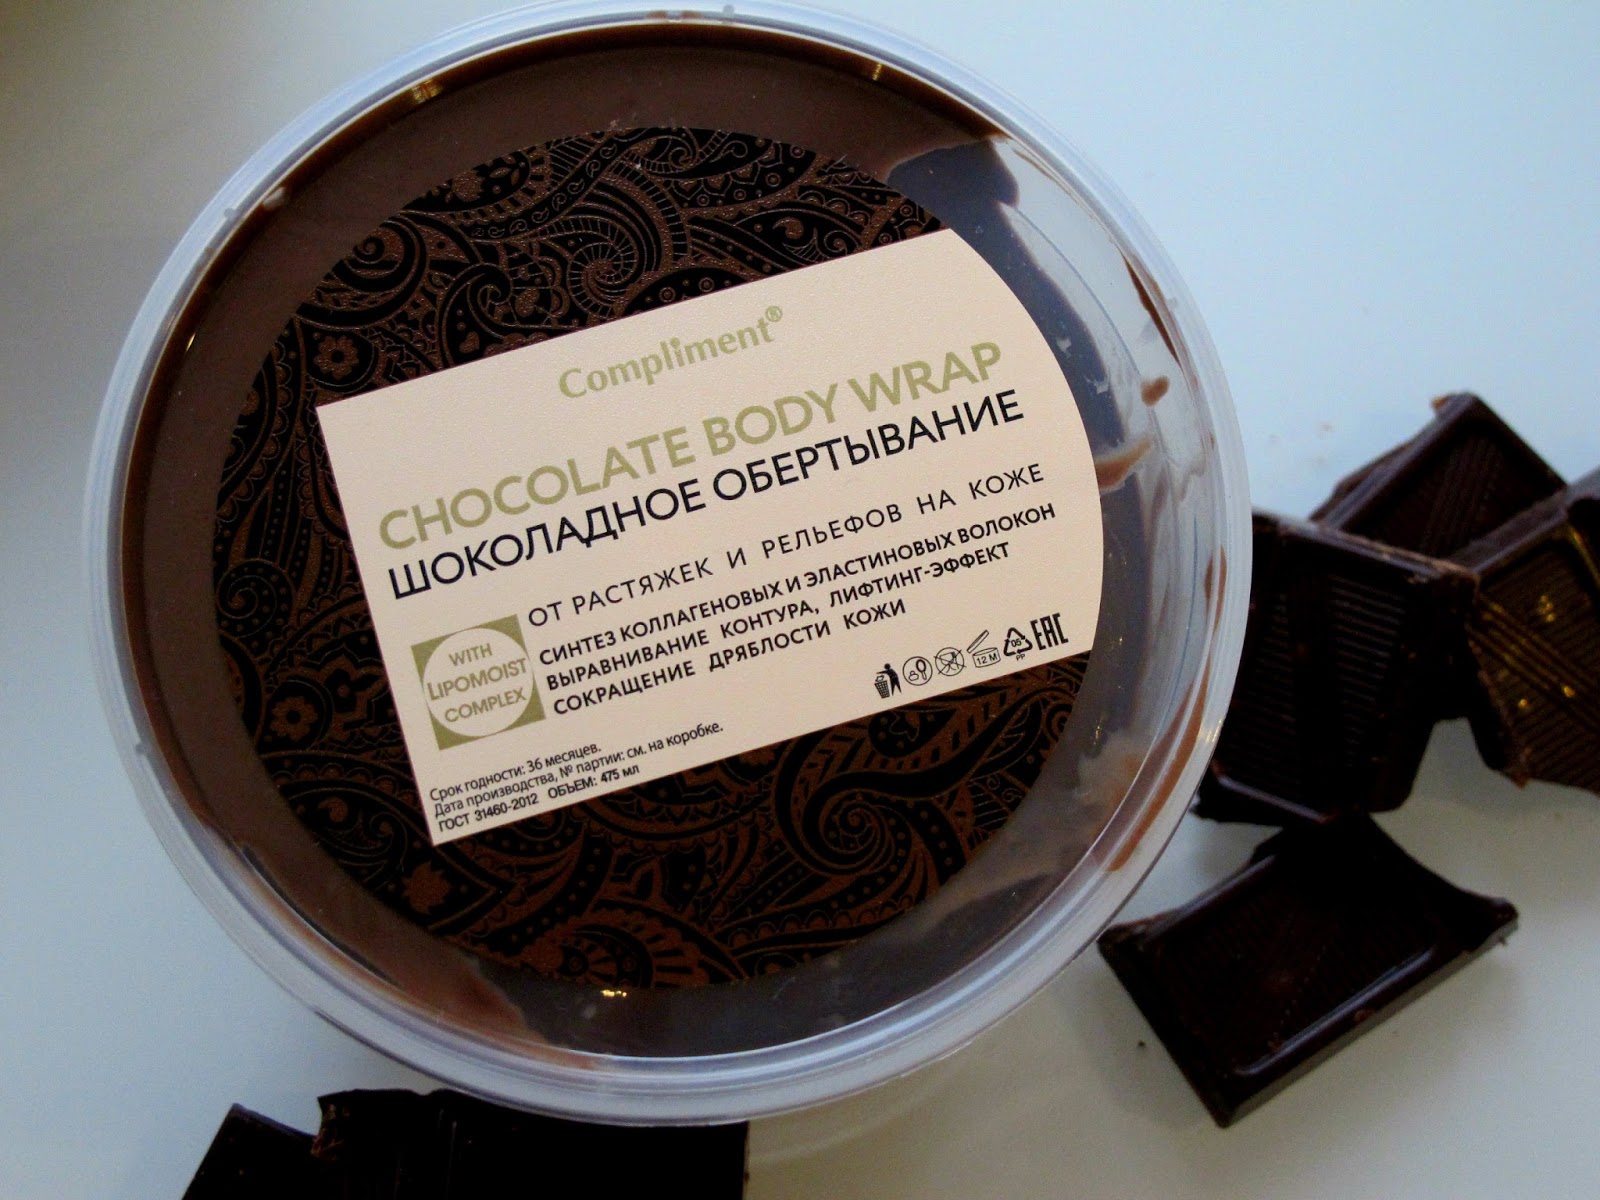 Compliment®
CHOCOLATE BODY WRAP
ШОКОЛАДНОЕ ОБЕРТЫВАНИЕ
ОТ РАСТЯЖЕК И РЕЛЬЕФОВ НА КОЖЕ
СИНТЕЗ КОЛЛАГЕНОВЫХ И ЭЛАСТИНОВЫХ ВОЛОКОН
ВЫРАВНИВАНИЕ КОНТУРА, ЛИФТИНГ-ЭФФЕКТ
СОКРАЩЕНИЕ ДРЯБЛОСТИ КОЖИ
WITH
LIPOMOIST
COMPLEX
12 M
05
PP
EAC
Срок годности: 36 месяцев.
Дата производства, № партии: см. на коробке.
ГОСТ 31460-2012 ОБЪЕМ: 475 мл